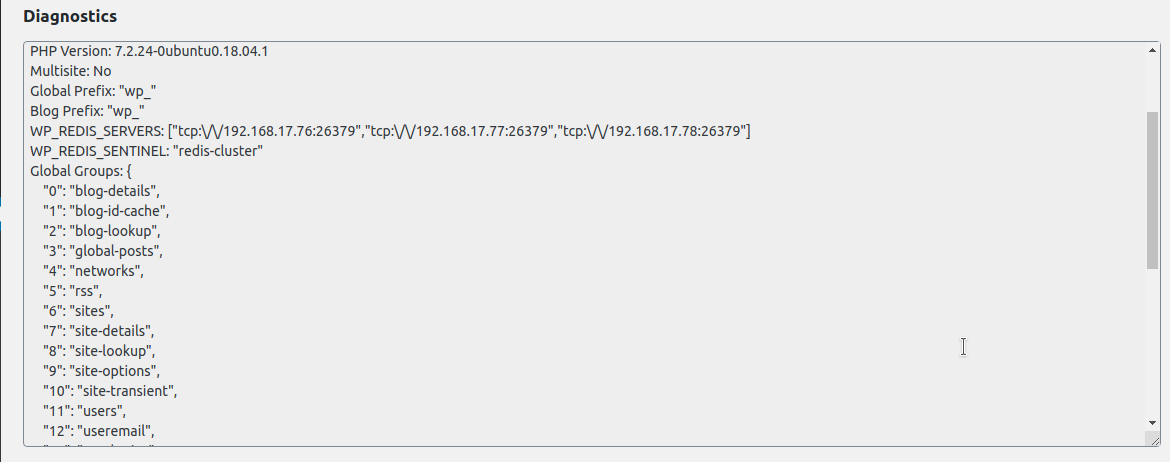 Diagnostics
PHP Version: 7.2.24-0ubuntu0.18.04.1
Multisite: No
Global Prefix: "wp_"
Blog Prefix: "wp_"
WP_REDIS_SERVERS: ["tcp:\/\/192.168.17.76:26379","tcp:\/\/192.168.17.77:26379","tcp:\/\/192.168.17.78:26379"]
WP_REDIS_SENTINEL: "redis-cluster"
Global Groups: {
"0": "blog-details",
"1": "blog-id-cache",
"2": "blog-lookup",
"3": "global-posts",
"4": "networks",
"5": "rss",
"6": "sites",
"7": "site-details",
"8": "site-lookup",
"9": "site-options",
"10": "site-transient",
"11": "users",
"12": "useremail",